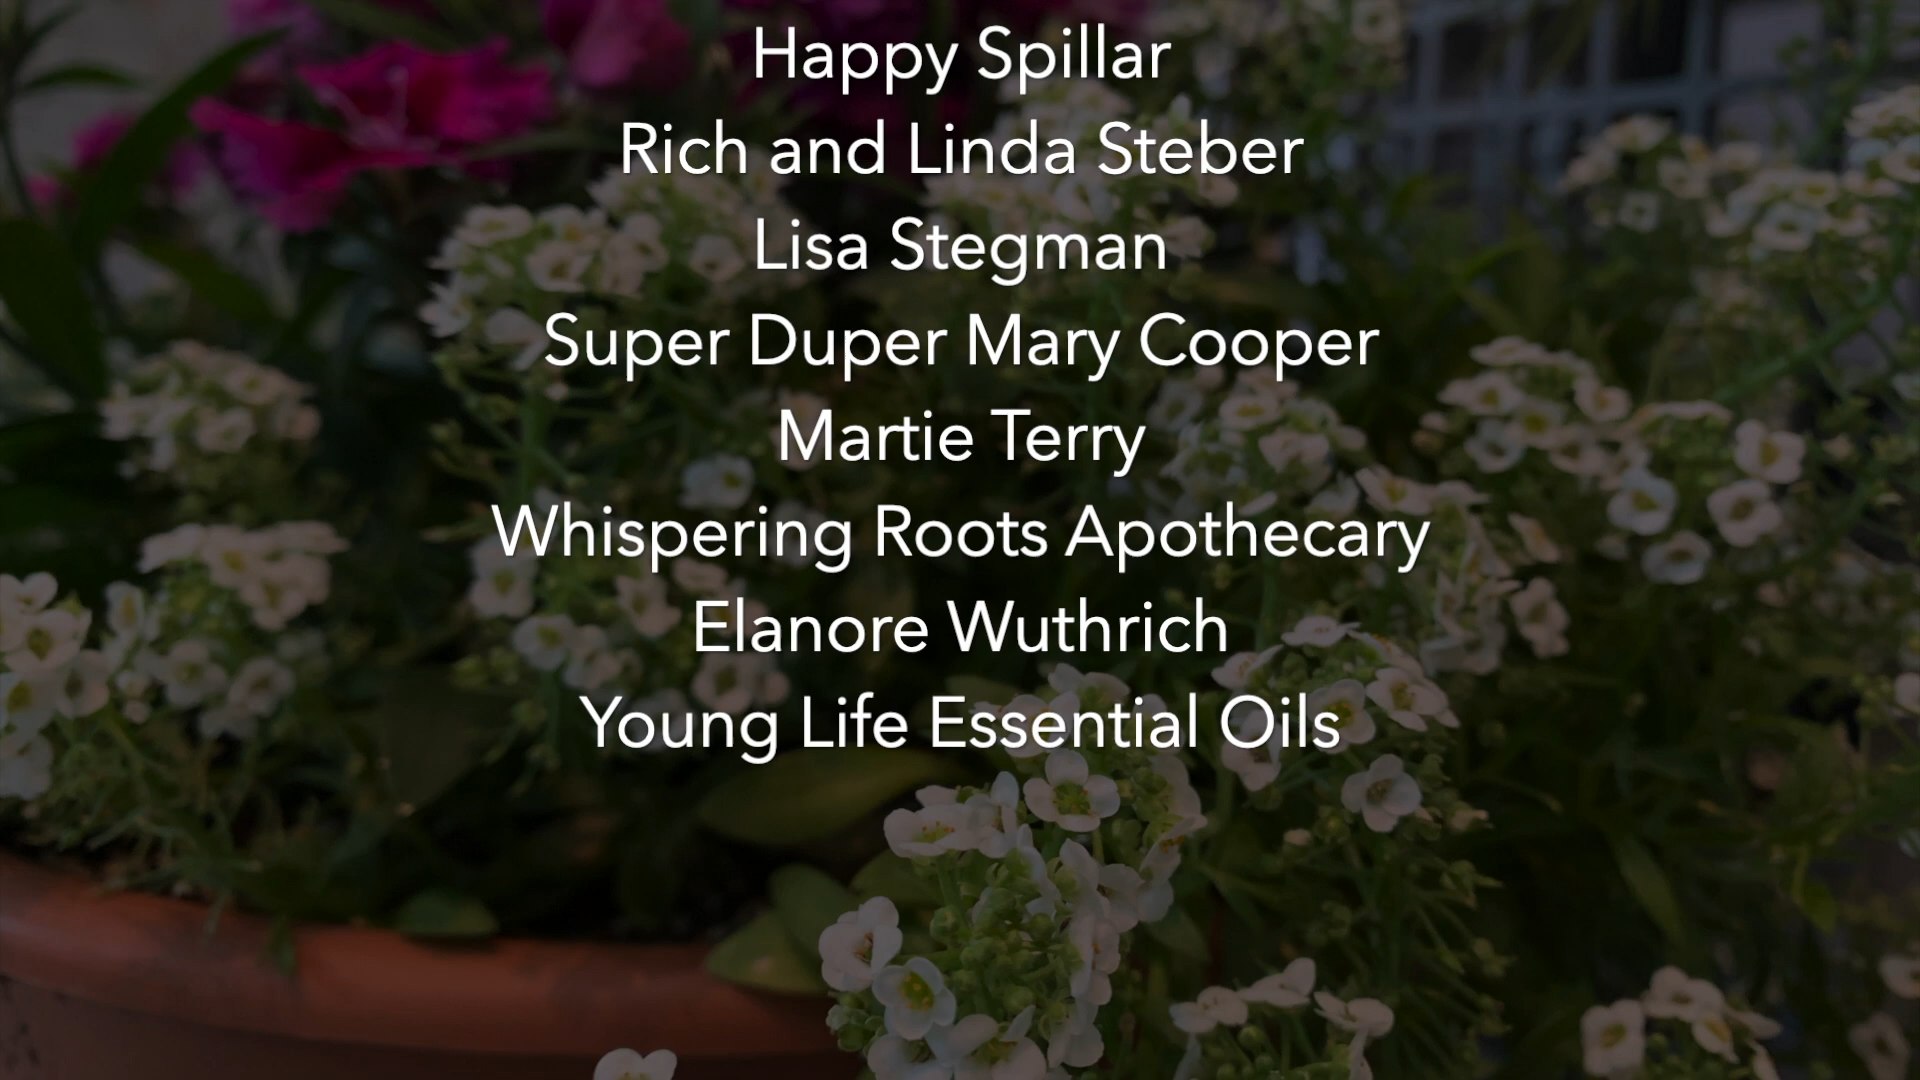 Happy Spillar
Rich and Linda Steber
Lisa Stegman
Super Duper Mary Cooper
Martie Terry
Whispering Roots Apothecary
Elanore Wuthrich
Young Life Essential Oils